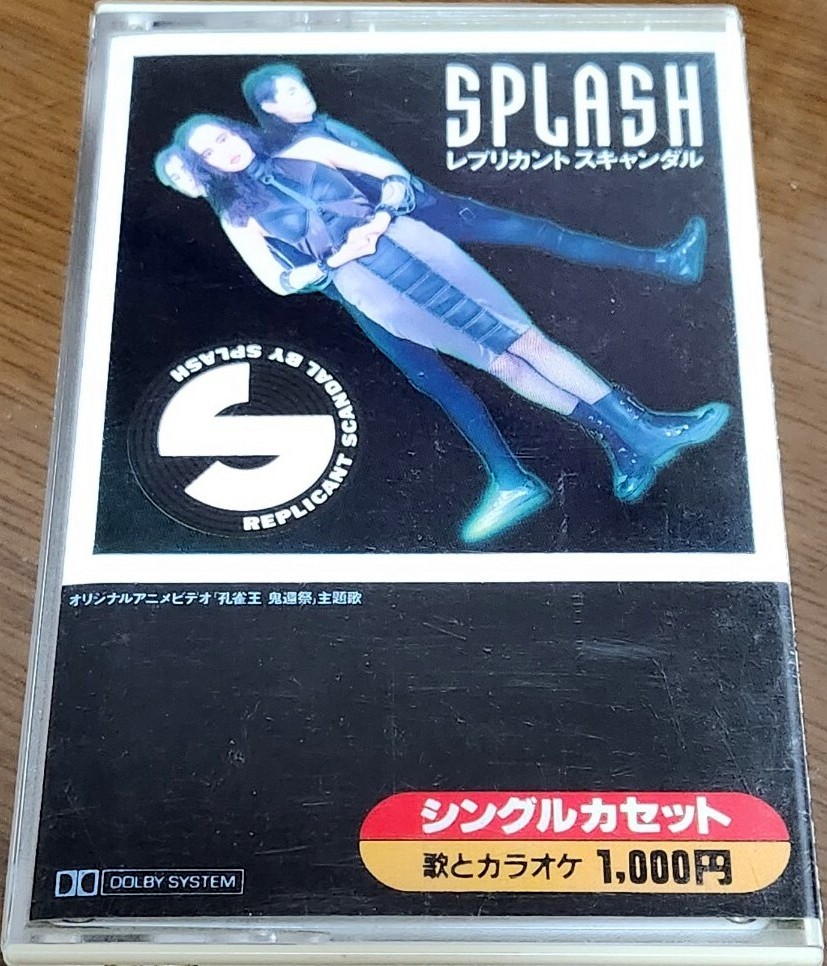 SPLASH
レプリカント スキャンダル
REPLICANT SCANDAL BY SPLASH
オリジナルアニメビデオ「孔雀王 鬼還祭」主題歌
シングルカセット
歌とカラオケ 1,000円
DOLBY SYSTEM